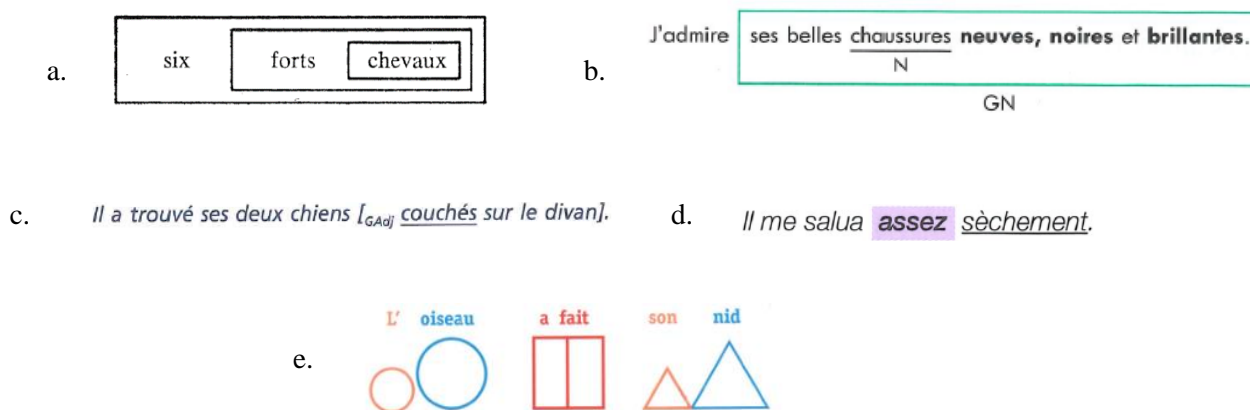 a. six forts chevaux
b. J'admire ses belles chaussures neuves, noires et brillantes.
N
GN
c. Il a trouvé ses deux chiens [GAdj couchés sur le divan].
d. Il me salua assez sèchement.
e. L' oiseau a fait son nid